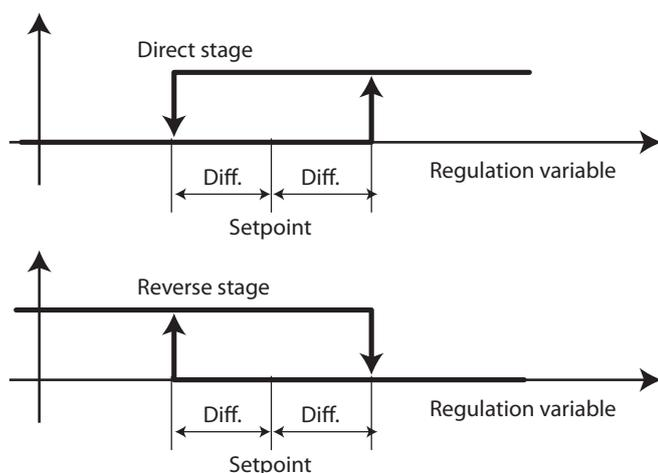 Direct stage
Diff. Diff.
Regulation variable
Setpoint
Reverse stage
Diff. Diff.
Regulation variable
Setpoint